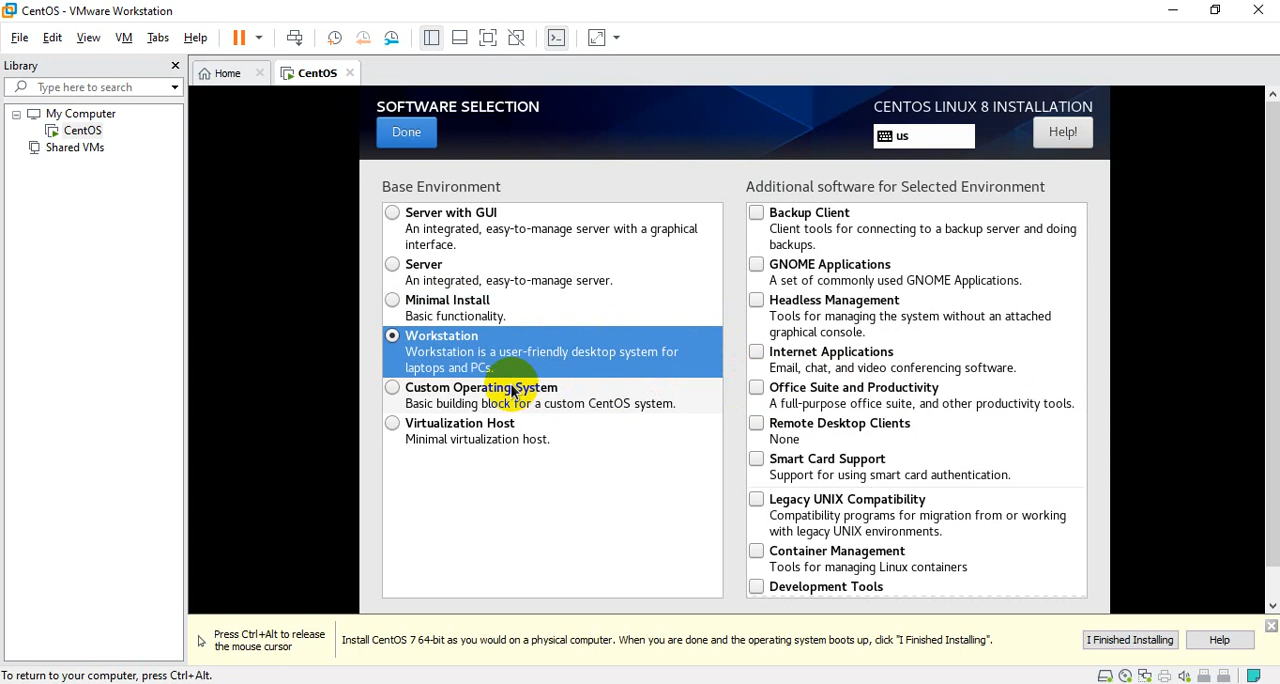 CentOS - VMware Workstation
File Edit View VM Tabs Help
Library
Type here to search
My Computer
CentOS
Shared VMs
Home
CentOS
SOFTWARE SELECTION
Done
CENTOS LINUX 8 INSTALLATION
us
Help!
Base Environment
Server with GUI
An integrated, easy-to-manage server with a graphical
interface.
Server
An integrated, easy-to-manage server.
Minimal Install
Basic functionality.
Workstation
Workstation is a user-friendly desktop system for
laptops and PCs.
Custom Operating System
Basic building block for a custom CentOS system.
Virtualization Host
Minimal virtualization host.
Additional software for Selected Environment
Backup Client
Client tools for connecting to a backup server and doing
backups.
GNOME Applications
A set of commonly used GNOME Applications.
Headless Management
Tools for managing the system without an attached
graphical console.
Internet Applications
Email, chat, and video conferencing software.
Office Suite and Productivity
A full-purpose office suite, and other productivity tools.
Remote Desktop Clients
None
Smart Card Support
Support for using smart card authentication.
Legacy UNIX Compatibility
Compatibility programs for migration from or working
with legacy UNIX environments.
Container Management
Tools for managing Linux containers
Development Tools
Press Ctrl+Alt to release
the mouse cursor
Install CentOS 7 64-bit as you would on a physical computer. When you are done and the operating system boots up, click "I Finished Installing".
I Finished Installing
Help
To return to your computer, press Ctrl+Alt.